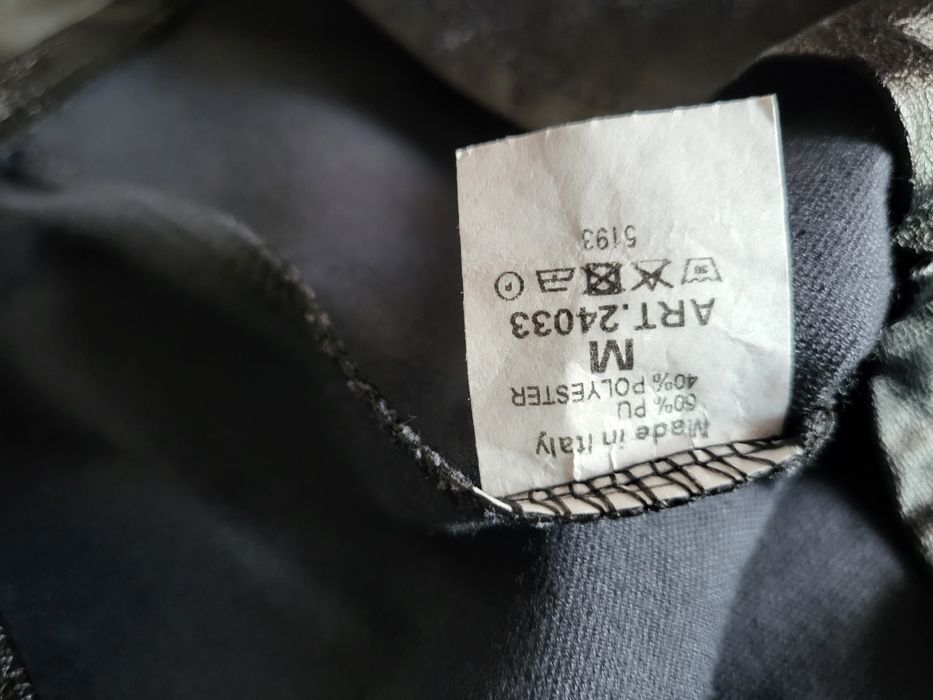 Made in Italy
60% PU
40% POLYESTER
M
ART.24033
5193